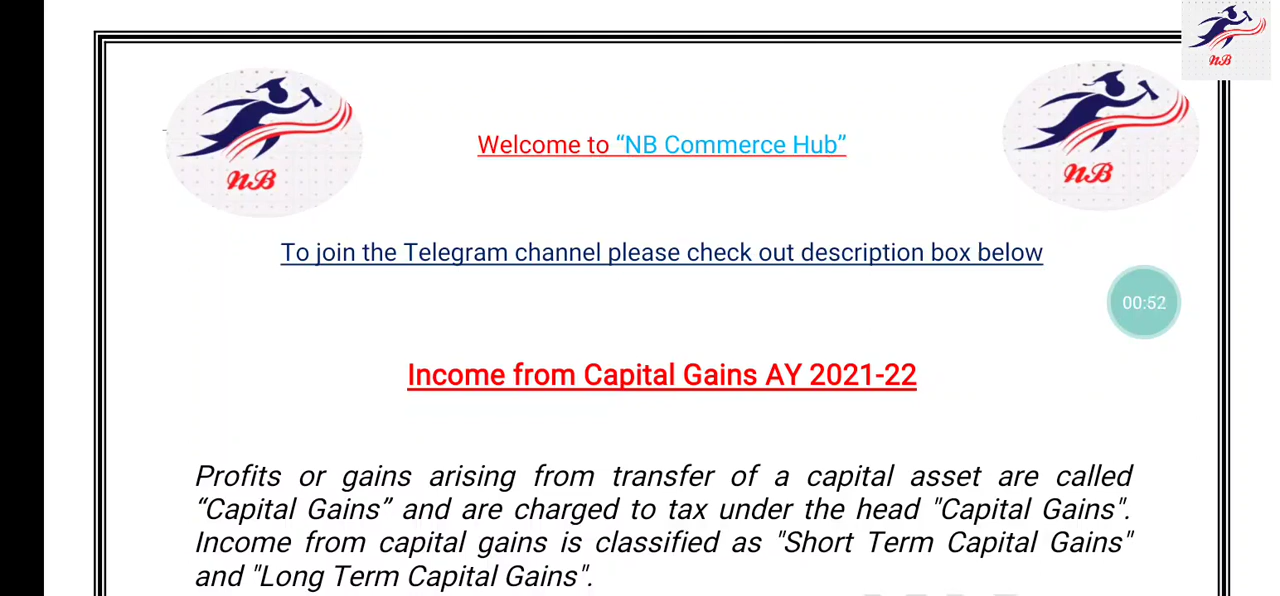 NB
NB
Welcome to “NB Commerce Hub”
NB
To join the Telegram channel please check out description box below
00:52
Income from Capital Gains AY 2021-22
Profits or gains arising from transfer of a capital asset are called
“Capital Gains” and are charged to tax under the head "Capital Gains".
Income from capital gains is classified as "Short Term Capital Gains"
and "Long Term Capital Gains".